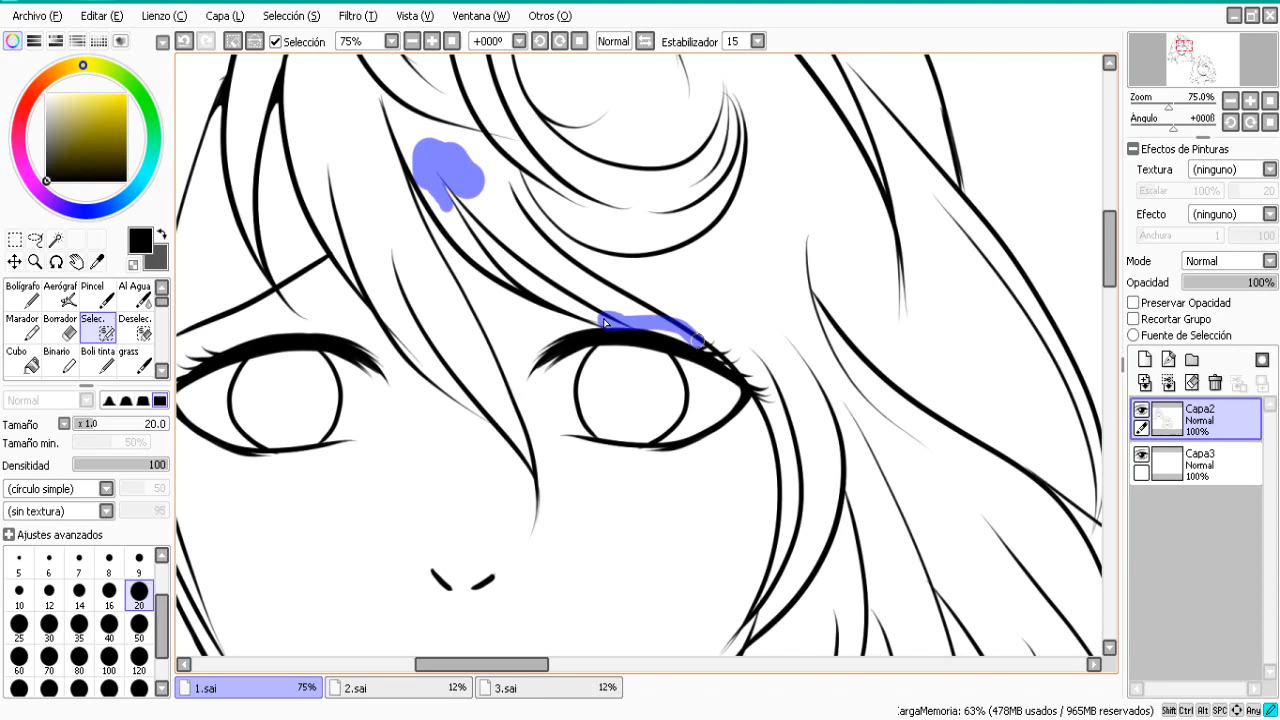 Archivo (F) Editar (E) Lienzo (C) Capa (L) Selección (S) Filtro (T) Vista (V) Ventana (W) Otros (O)
Selección 75% +000º Normal Estabilizador 15
Zoom 75.0%
Ángulo +000ß
Efectos de Pinturas
Textura (ninguno)
Escalar 100% 20
Efecto (ninguno)
Anchura 1 100
Modo Normal
Opacidad 100%
Preservar Opacidad
Recortar Grupo
Fuente de Selección
Capa2
Normal
100%
Capa3
Normal
100%
Bolígrafo Aerógraf Pincel Al Agua
Marador Borrador Selec. Deselec.
Cubo Binario Boli tinta grass
Normal
Tamaño x 1.0 20.0
Tamaño min. 50%
Densitidad 100
(círculo simple) 50
(sin textura) 95
Ajustes avanzados
5 6 7 8 9
10 12 14 16 20
25 30 35 40 50
60 70 80 100 120
1.sai 75% 2.sai 12% 3.sai 12%
CargaMemoria: 63% (478MB usados / 965MB reservados) Shift Ctrl Alt SPC Any